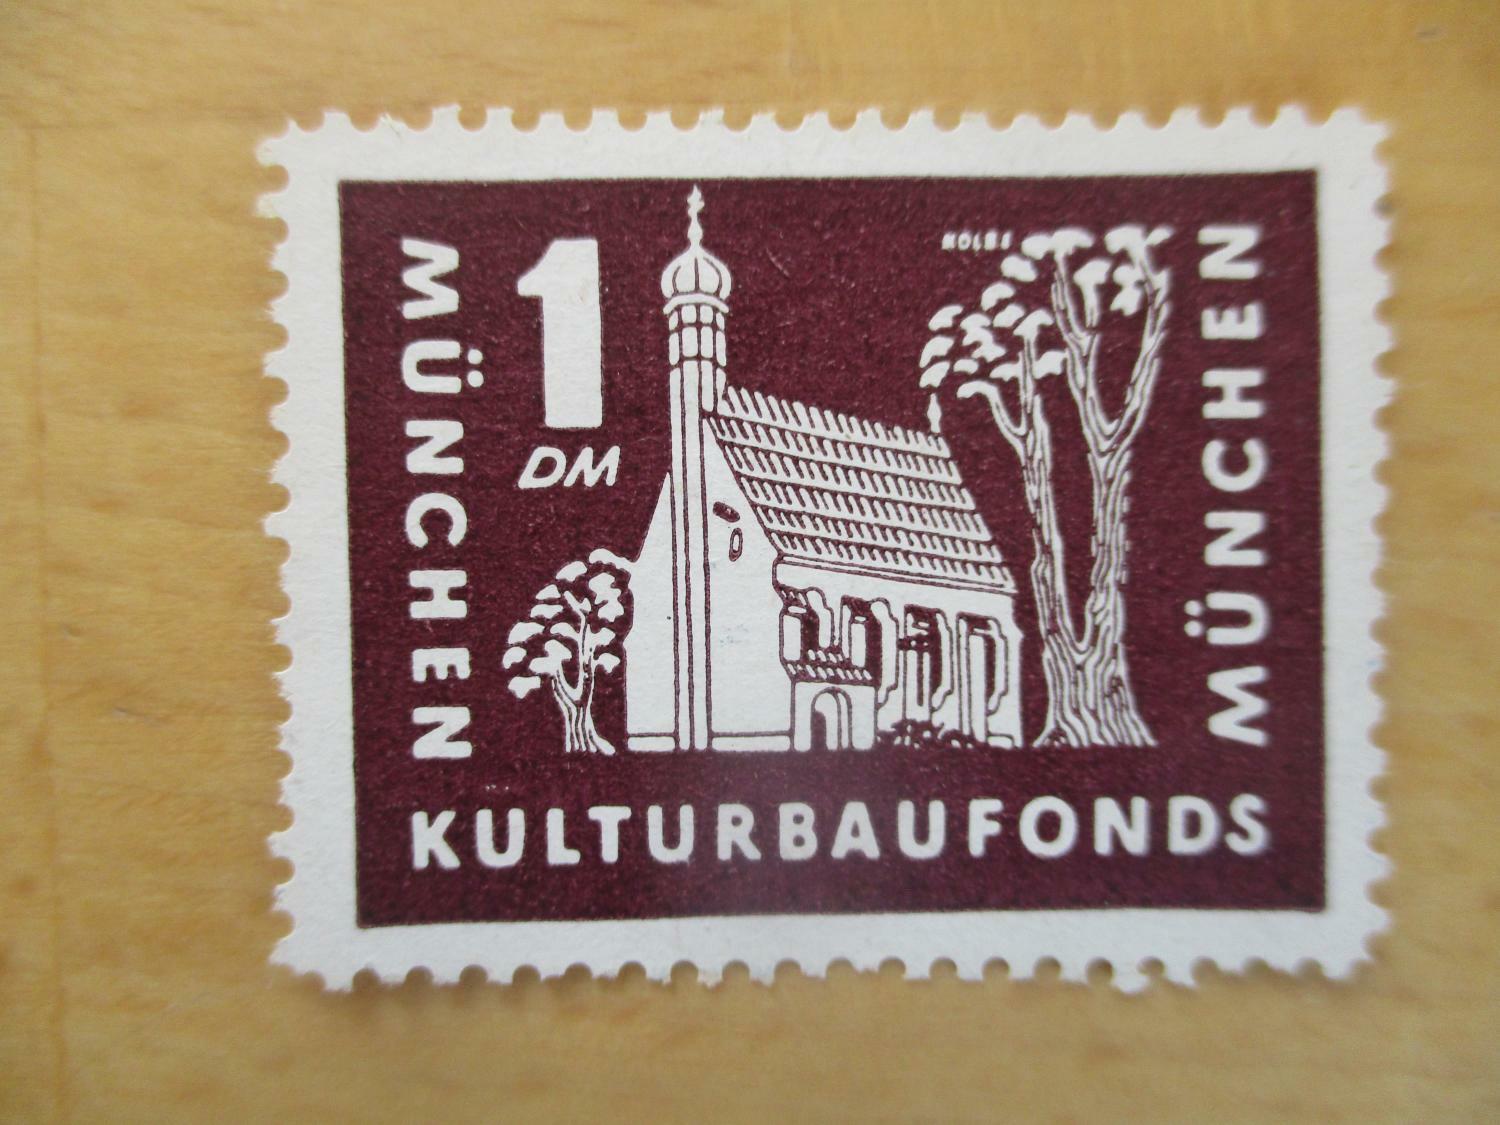 MÜNCHEN
1
DM
MÜNCHEN
KULTURBAUFONDS